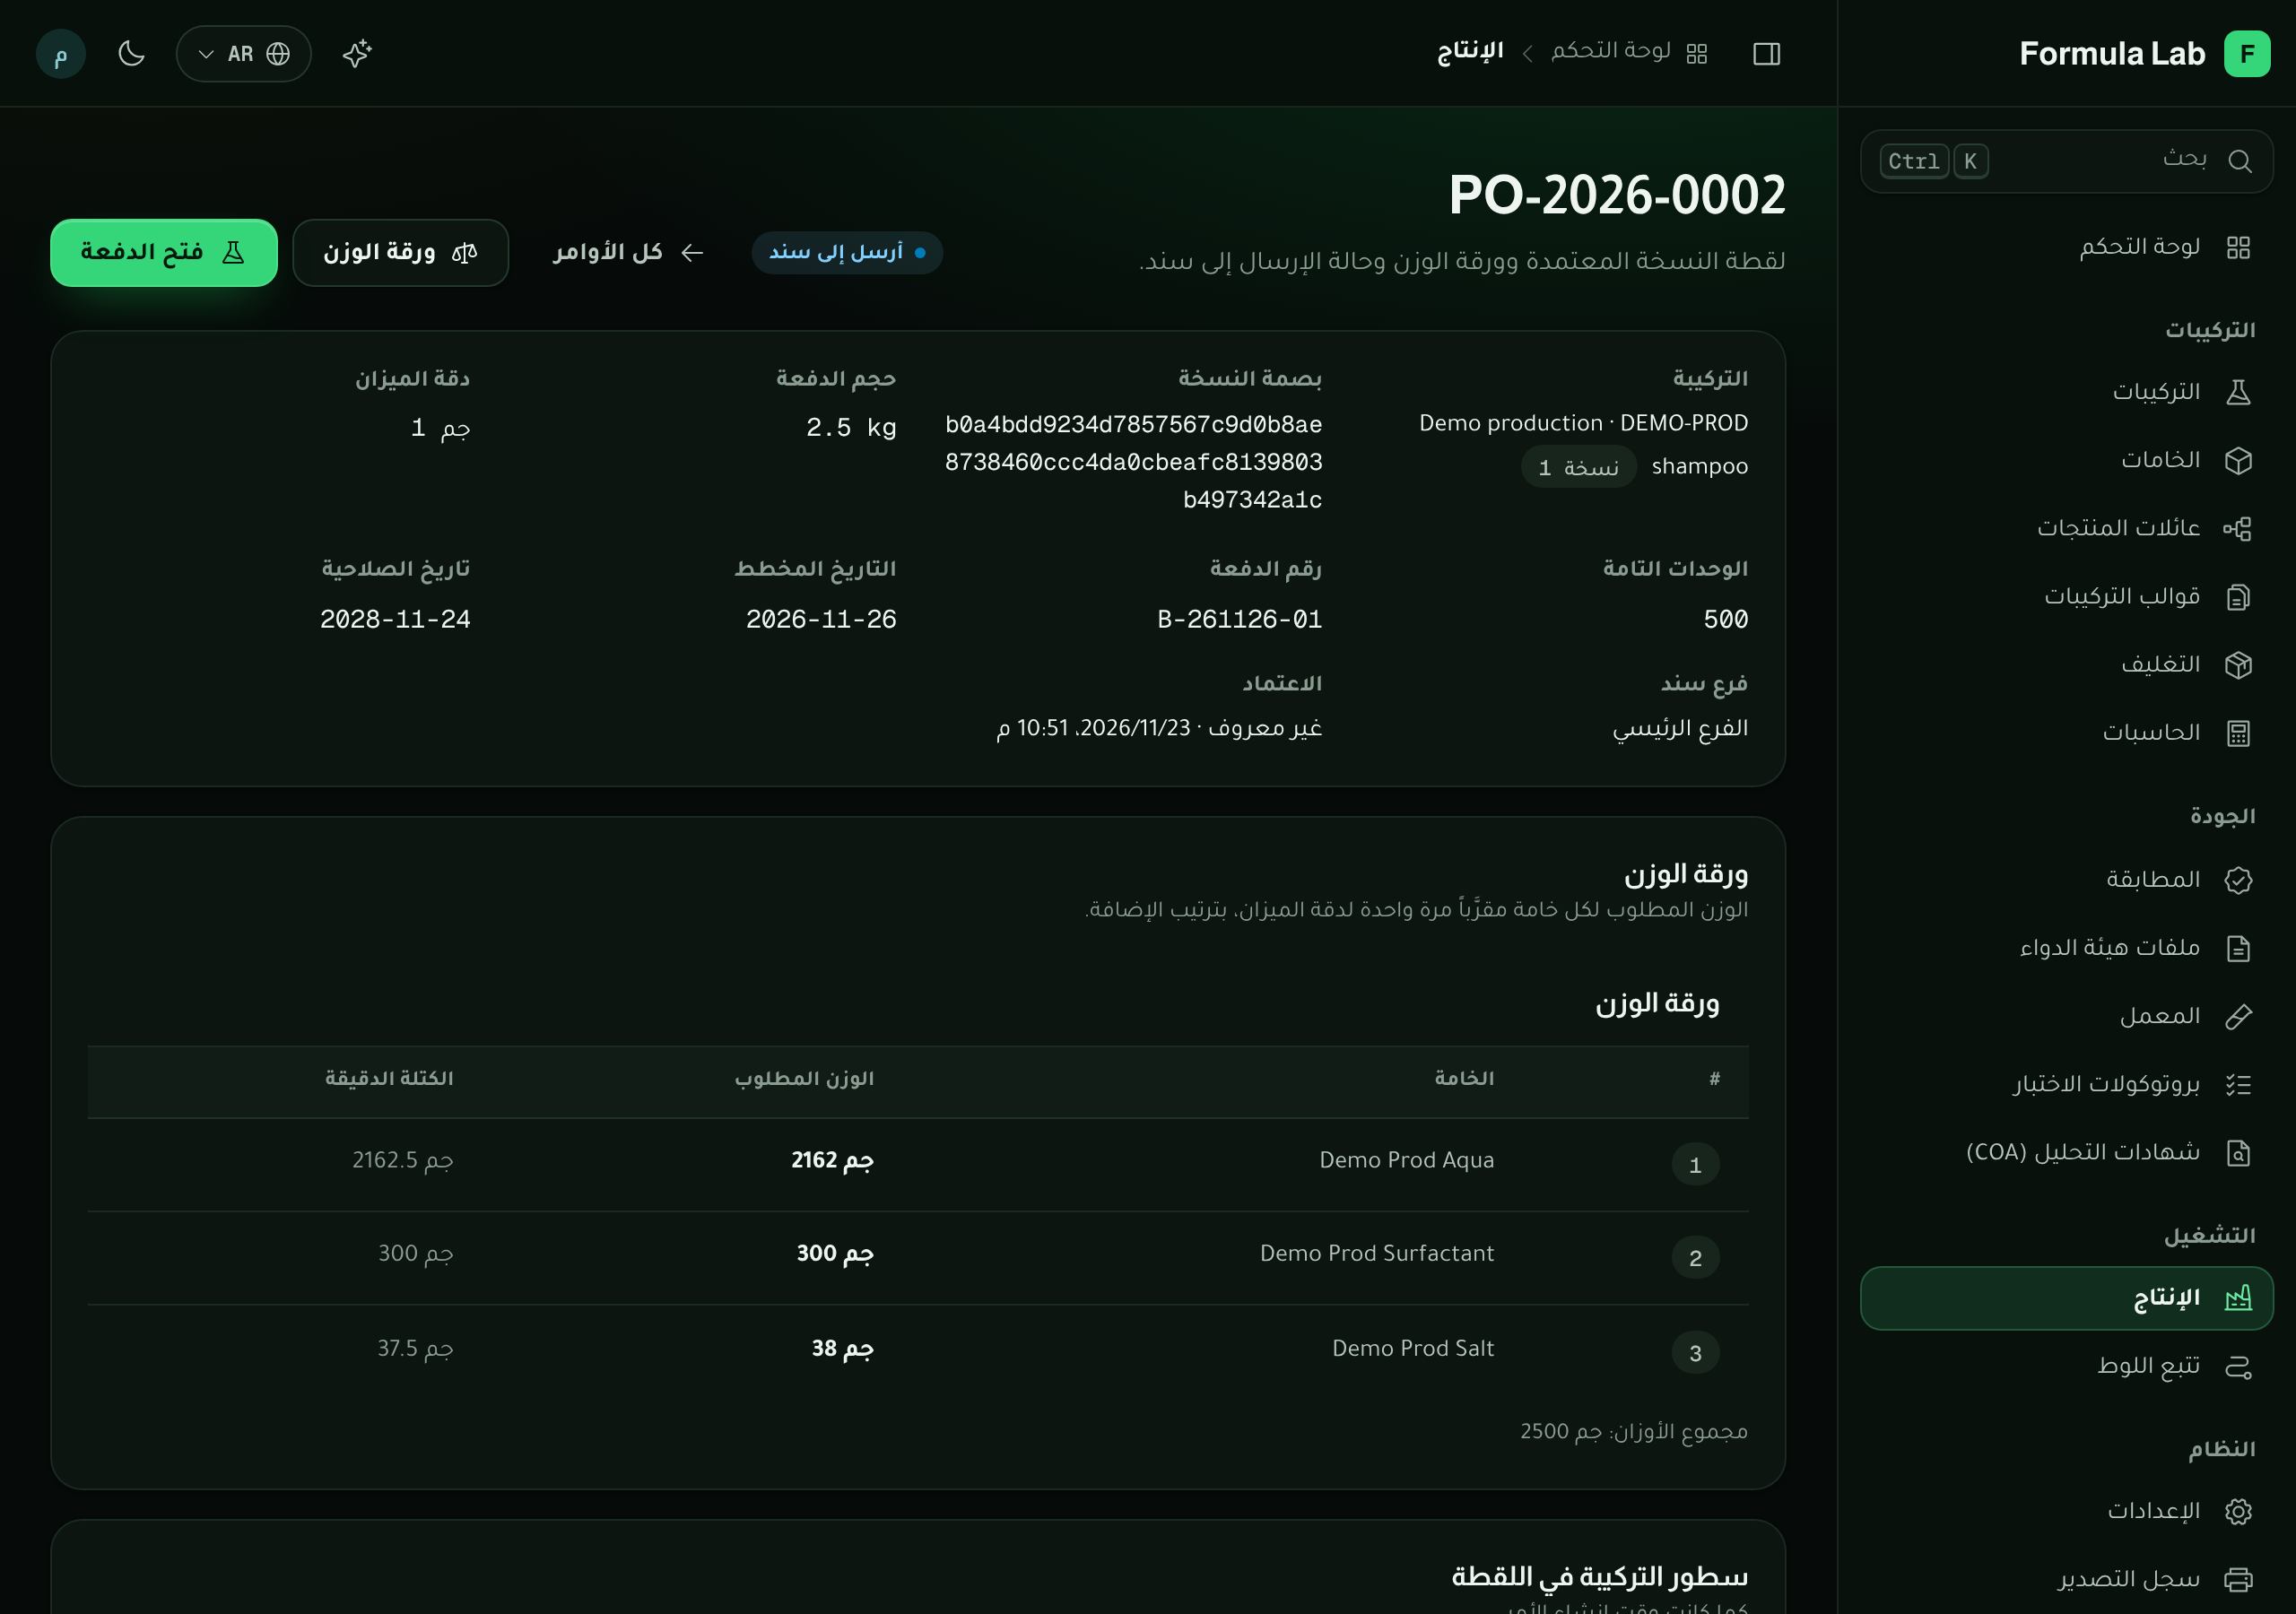 Formula Lab
F
بحث
Ctrl K
لوحة التحكم
التركيبات
التركيبات
الخامات
عائلات المنتجات
قوالب التركيبات
التغليف
الحاسبات
الجودة
المطابقة
ملفات هيئة الدواء
المعمل
بروتوكولات الاختبار
شهادات التحليل (COA)
التشغيل
الإنتاج
تتبع اللوط
النظام
الإعدادات
سجل التصدير
لوحة التحكم
الإنتاج
AR
م
PO-2026-0002
لقطة النسخة المعتمدة وورقة الوزن وحالة الإرسال إلى سند.
أرسل إلى سند
كل الأوامر
ورقة الوزن
فتح الدفعة
التركيبة
Demo production · DEMO-PROD
shampoo نسخة 1
بصمة النسخة
b0a4bdd9234d7857567c9d0b8ae
8738460ccc4da0cbeafc8139803
b497342a1c
حجم الدفعة
2.5 kg
دقة الميزان
جم 1
الوحدات التامة
500
رقم الدفعة
B-261126-01
التاريخ المخطط
2026-11-26
تاريخ الصلاحية
2028-11-24
فرع سند
الفرع الرئيسي
الاعتماد
غير معروف · 2026/11/23، 10:51 م
ورقة الوزن
الوزن المطلوب لكل خامة مقرَّباً مرة واحدة لدقة الميزان، بترتيب الإضافة.
ورقة الوزن
# الخامة الوزن المطلوب الكتلة الدقيقة
1 Demo Prod Aqua جم 2162 جم 2162.5
2 Demo Prod Surfactant جم 300 جم 300
3 Demo Prod Salt جم 38 جم 37.5
مجموع الأوزان: جم 2500
سطور التركيبة في اللقطة
كما كانت وقت إنشاء الأمر